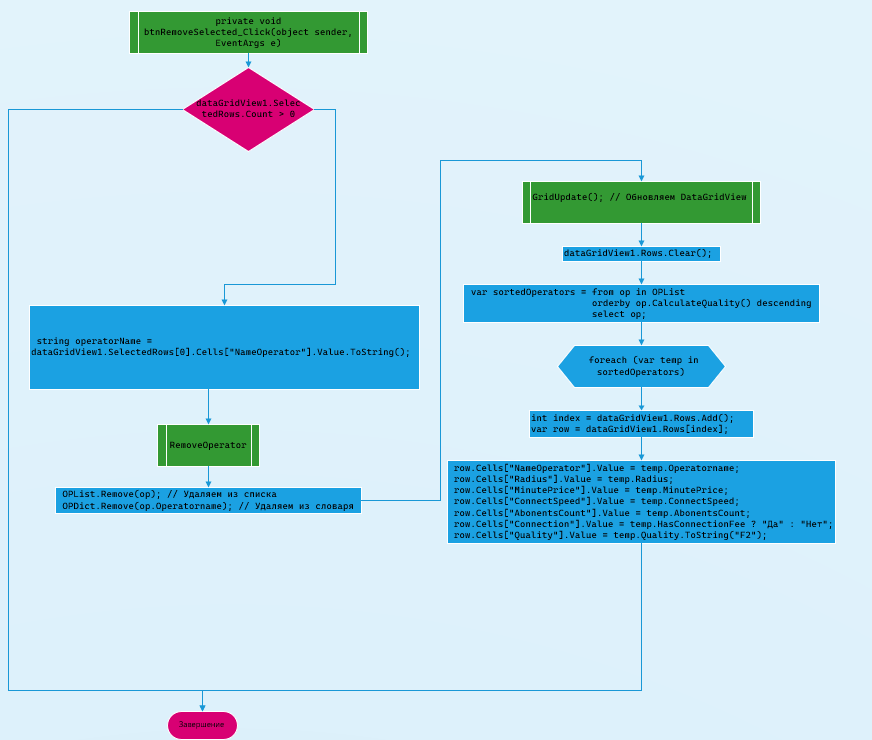 private void
btnRemoveSelected_Click(object sender,
EventArgs e)
dataGridView1.Selec
tedRows.Count > 0
string operatorName =
dataGridView1.SelectedRows[0].Cells["NameOperator"].Value.ToString();
RemoveOperator
OPList.Remove(op); // Удаляем из списка
OPDict.Remove(op.Operatorname); // Удаляем из словаря
GridUpdate(); // Обновляем DataGridView
dataGridView1.Rows.Clear();
var sortedOperators = from op in OPList
orderby op.CalculateQuality() descending
select op;
foreach (var temp in
sortedOperators)
int index = dataGridView1.Rows.Add();
var row = dataGridView1.Rows[index];
row.Cells["NameOperator"].Value = temp.Operatorname;
row.Cells["Radius"].Value = temp.Radius;
row.Cells["MinutePrice"].Value = temp.MinutePrice;
row.Cells["ConnectSpeed"].Value = temp.ConnectSpeed;
row.Cells["AbonentsCount"].Value = temp.AbonentsCount;
row.Cells["Connection"].Value = temp.HasConnectionFee ? "Да" : "Нет";
row.Cells["Quality"].Value = temp.Quality.ToString("F2");
Завершение